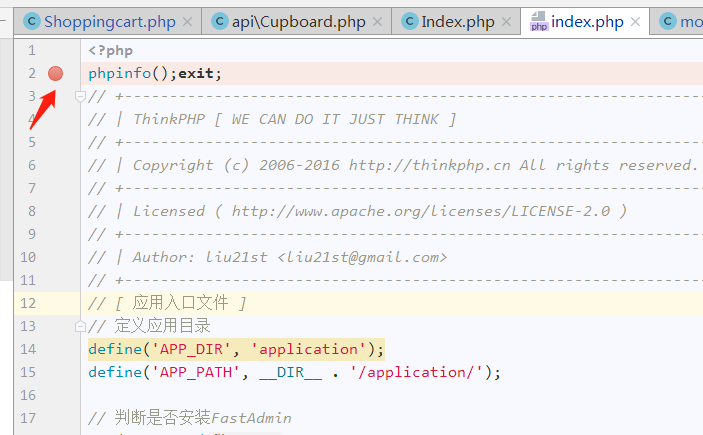 Shoppingcart.php
api\Cupboard.php
Index.php
index.php
mo
1 <?php
2 phpinfo();exit;
3 // +----------------------------------------------------------------------
4 // | ThinkPHP [ WE CAN DO IT JUST THINK ]
5 // +----------------------------------------------------------------------
6 // | Copyright (c) 2006-2016 http://thinkphp.cn All rights reserved.
7 // +----------------------------------------------------------------------
8 // | Licensed ( http://www.apache.org/licenses/LICENSE-2.0 )
9 // +----------------------------------------------------------------------
10 // | Author: liu21st <liu21st@gmail.com>
11 // +----------------------------------------------------------------------
12 // [ 应用入口文件 ]
13 // 定义应用目录
14 define('APP_DIR', 'application');
15 define('APP_PATH', __DIR__ . '/application/');
16
17 // 判断是否安装FastAdmin